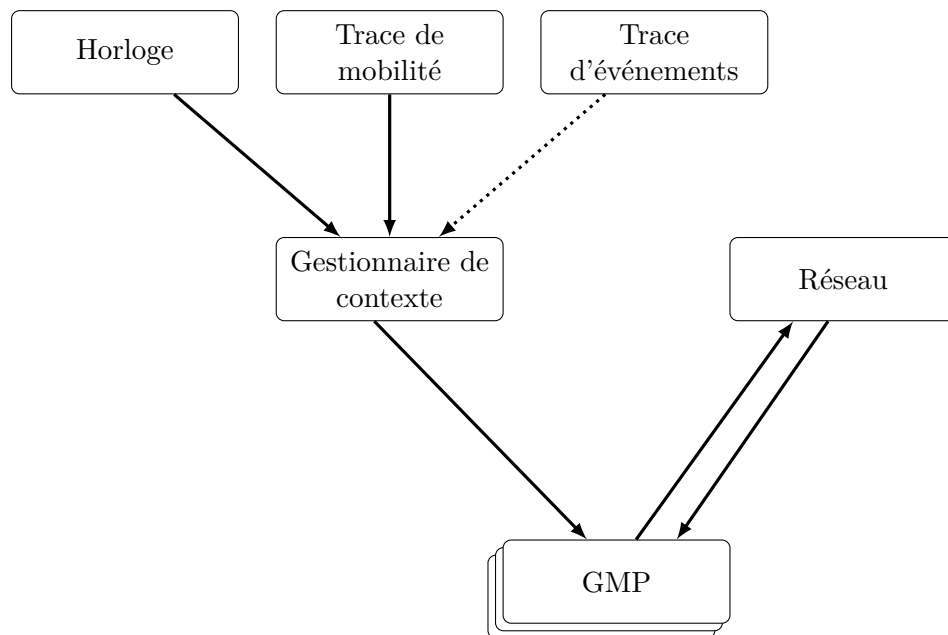 Horloge
Trace de
mobilité
Trace
d'événements
Gestionnaire de
contexte
Réseau
GMP